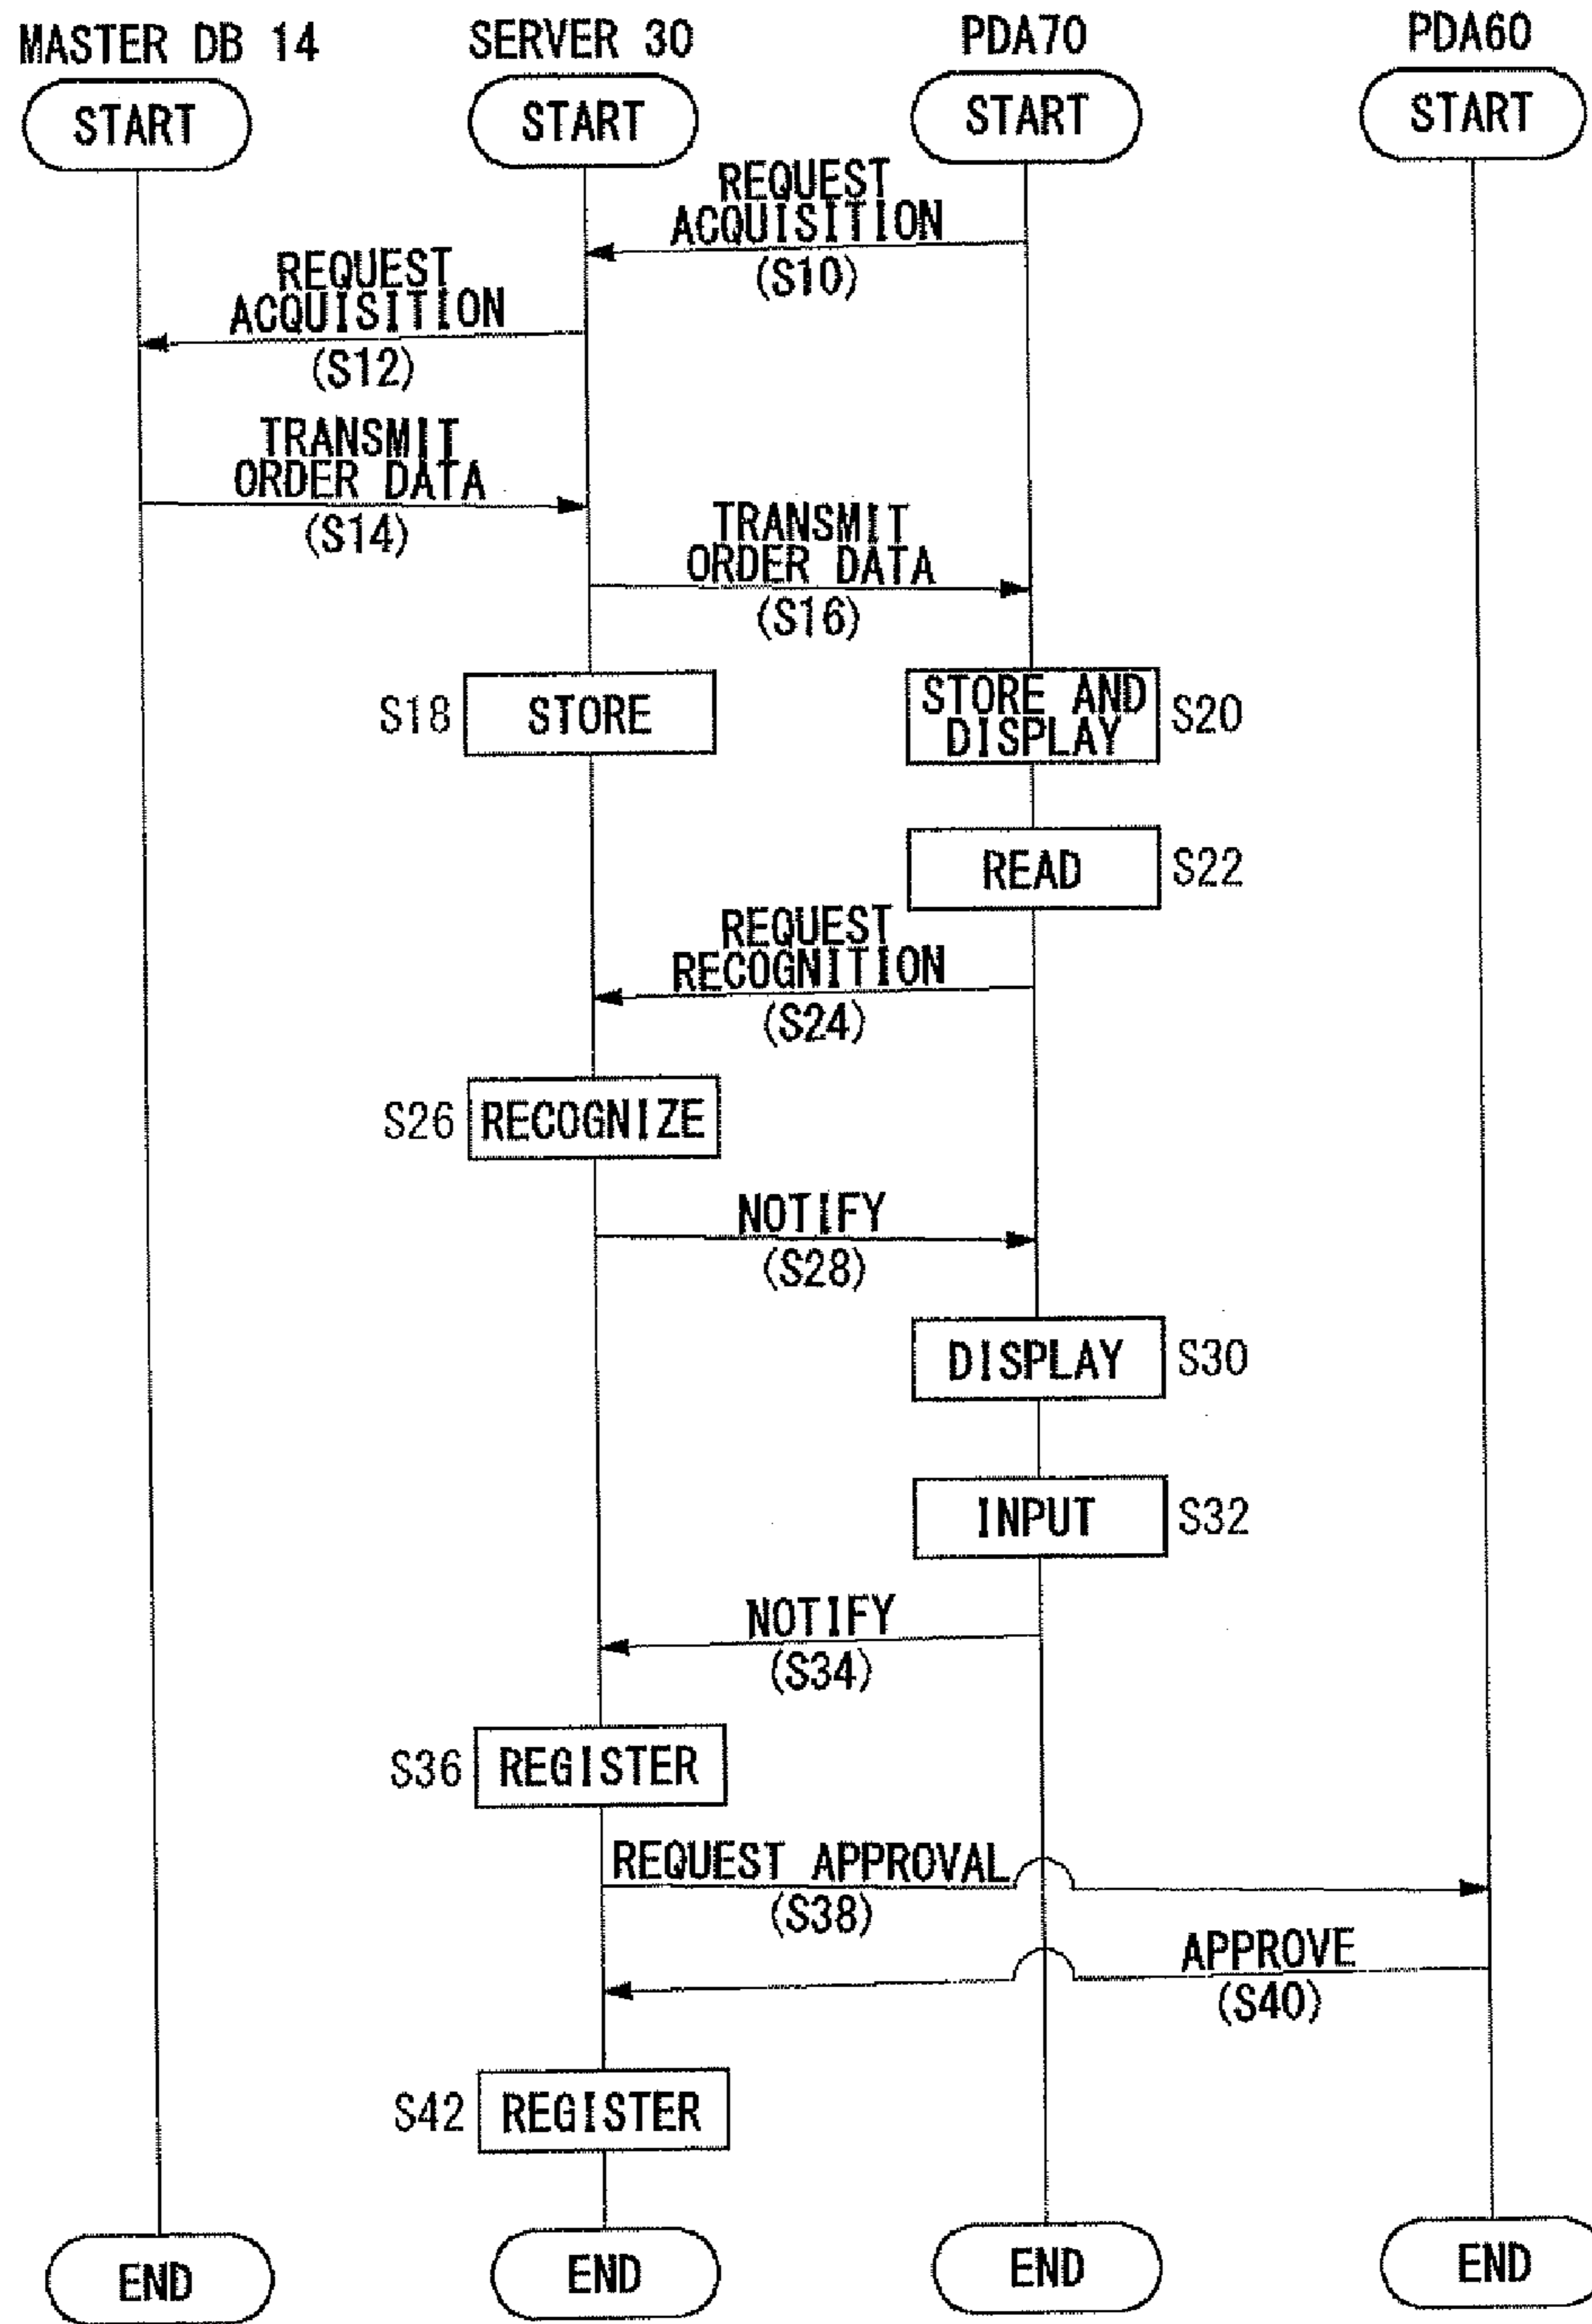 MASTER DB 14
SERVER 30
PDA70
PDA60
START
START
START
START
REQUEST
ACQUISITION
(S10)
REQUEST
ACQUISITION
(S12)
TRANSMIT
ORDER DATA
(S14)
TRANSMIT
ORDER DATA
(S16)
S18
STORE
STORE AND
DISPLAY
S20
READ
S22
REQUEST
RECOGNITION
(S24)
S26
RECOGNIZE
NOTIFY
(S28)
DISPLAY
S30
INPUT
S32
NOTIFY
(S34)
S36
REGISTER
REQUEST APPROVAL
(S38)
APPROVE
(S40)
S42
REGISTER
END
END
END
END